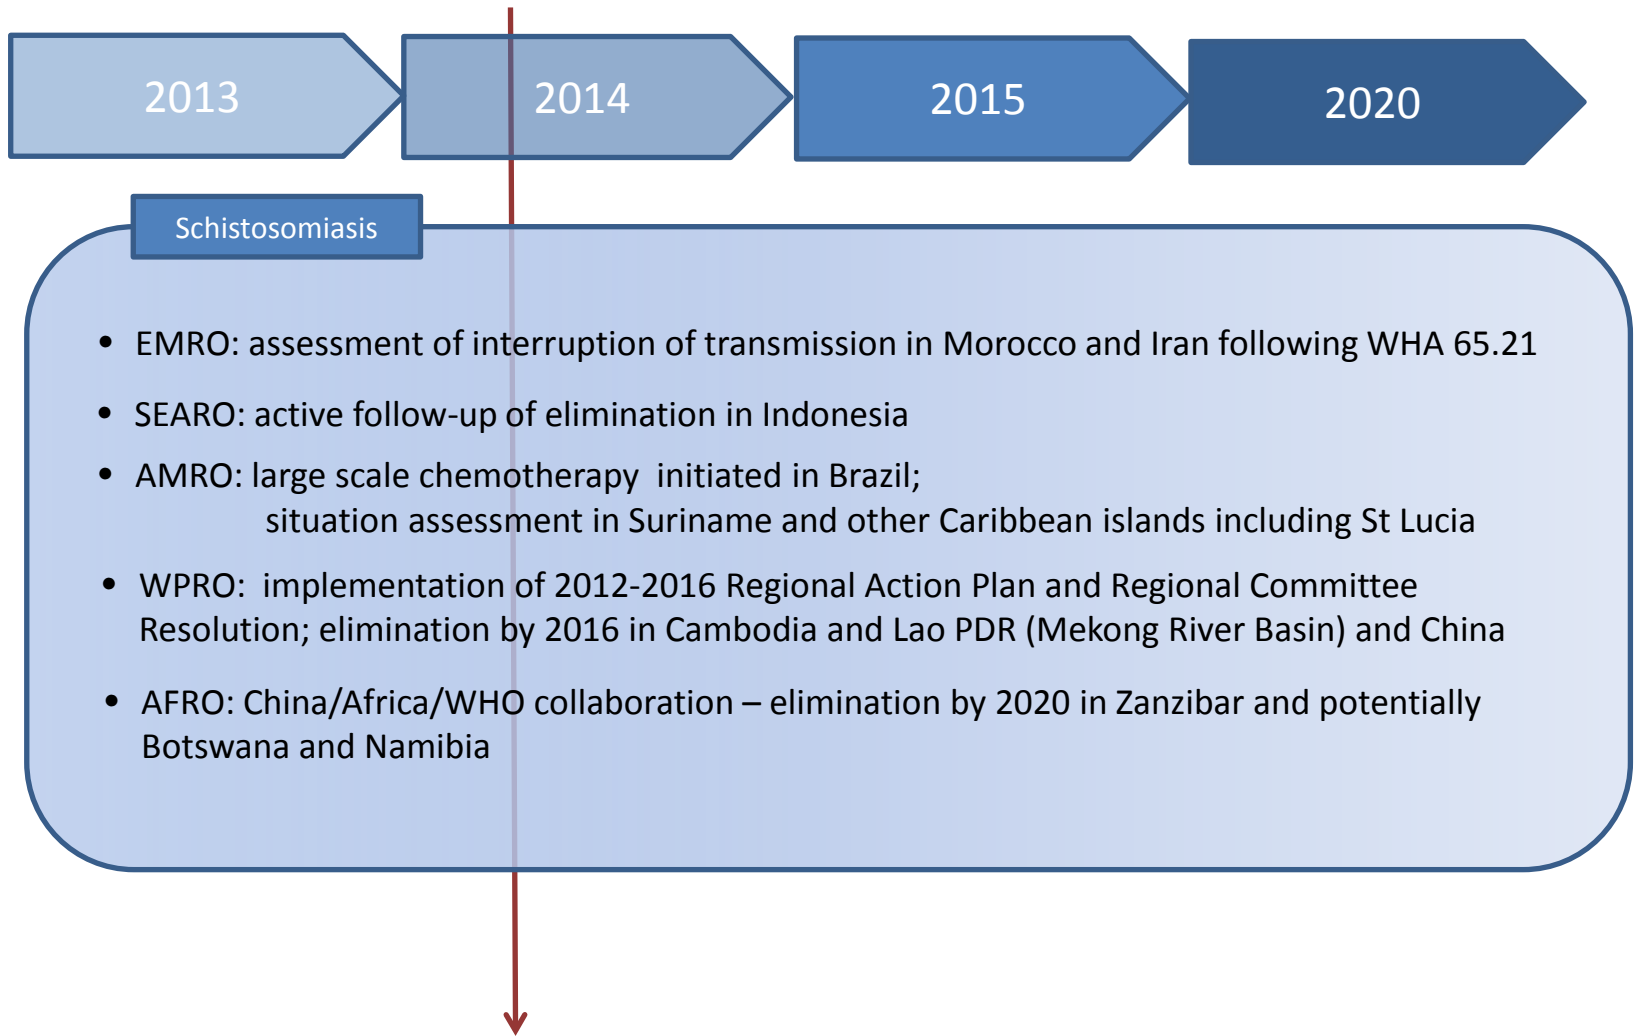 2013
2014
2015
2020
Schistosomiasis
• EMRO: assessment of interruption of transmission in Morocco and Iran following WHA 65.21
• SEARO: active follow-up of elimination in Indonesia
• AMRO: large scale chemotherapy initiated in Brazil;
situation assessment in Suriname and other Caribbean islands including St Lucia
• WPRO: implementation of 2012-2016 Regional Action Plan and Regional Committee
Resolution; elimination by 2016 in Cambodia and Lao PDR (Mekong River Basin) and China
• AFRO: China/Africa/WHO collaboration – elimination by 2020 in Zanzibar and potentially
Botswana and Namibia